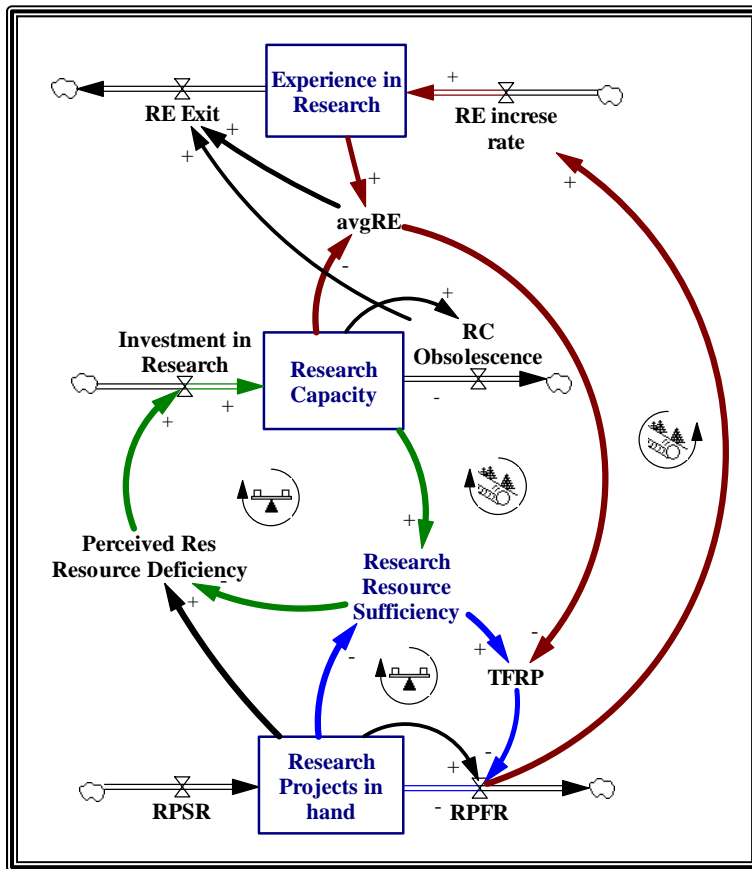 Experience in
Research
+
RE Exit
RE increse
rate
+
+
+
+
avgRE
-
+
RC
Obsolescence
Investment in
Research
Research
Capacity
+
+
-
+
Perceived Res
Resource Deficiency
-
+
Research
Resource
Sufficiency
-
+
-
TFRP
Research
Projects in
hand
-
+
-
RPSR
RPFR